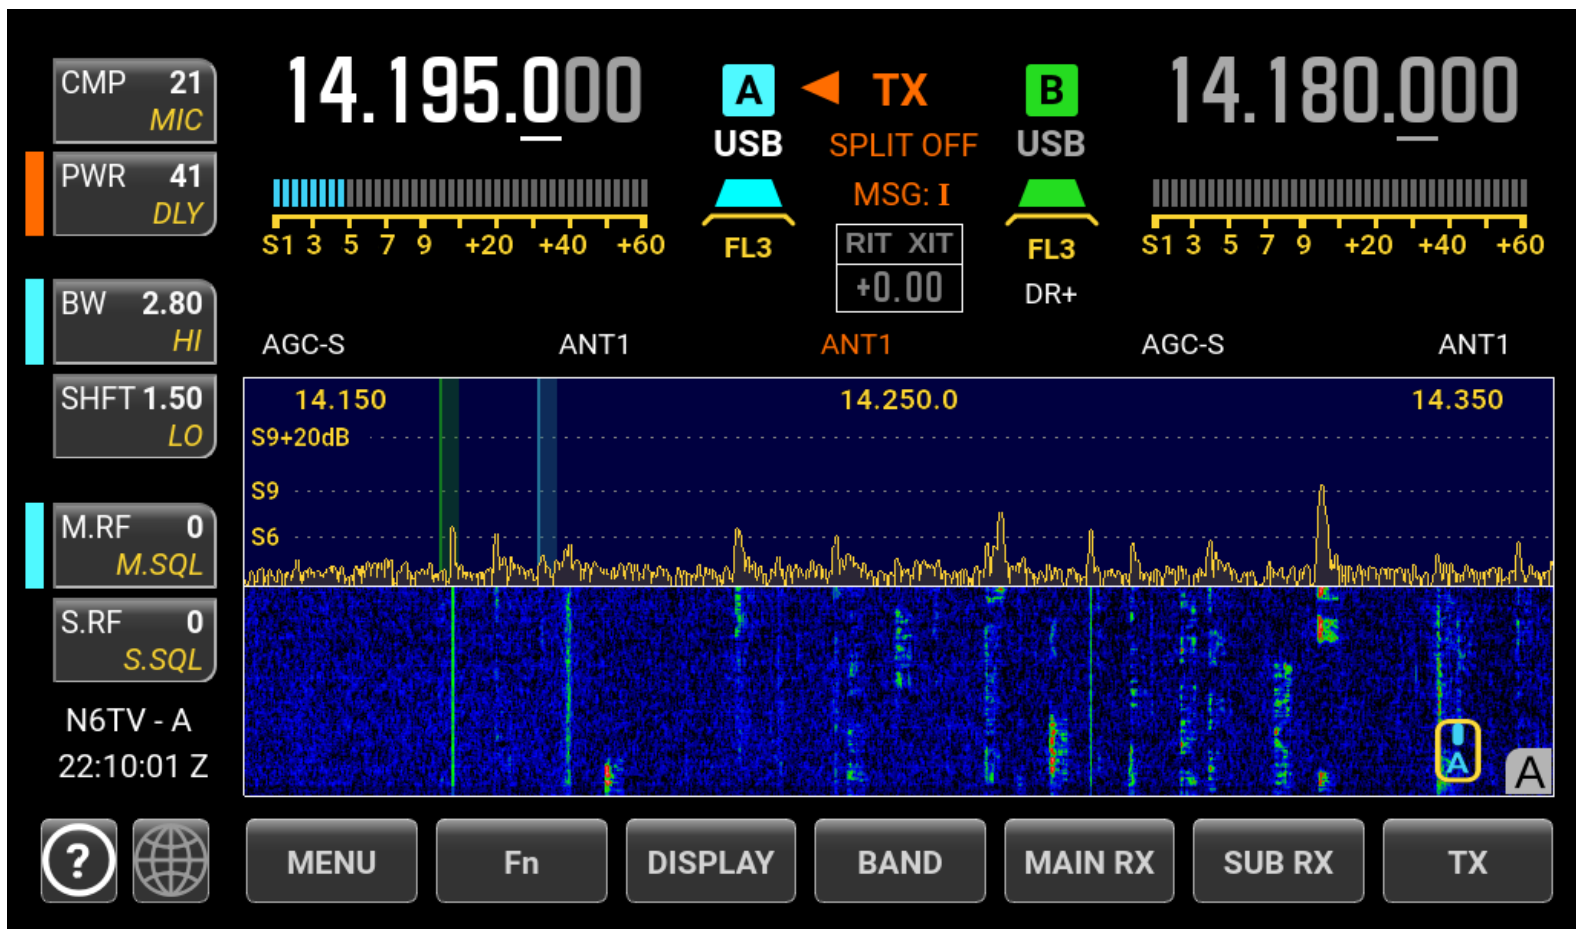 CMP 21
MIC
PWR 41
DLY
BW 2.80
HI
SHFT 1.50
LO
M.RF 0
M.SQL
S.RF 0
S.SQL
N6TV - A
22:10:01 Z
14.195.000
A
TX
B
14.180.000
USB
SPLIT OFF
USB
MSG: I
S1 3 5 7 9 +20 +40 +60
FL3
RIT XIT
+0.00
FL3
DR+
S1 3 5 7 9 +20 +40 +60
AGC-S
ANT1
ANT1
AGC-S
ANT1
14.150
14.250.0
14.350
S9+20dB
S9
S6
A
A
?
MENU
Fn
DISPLAY
BAND
MAIN RX
SUB RX
TX